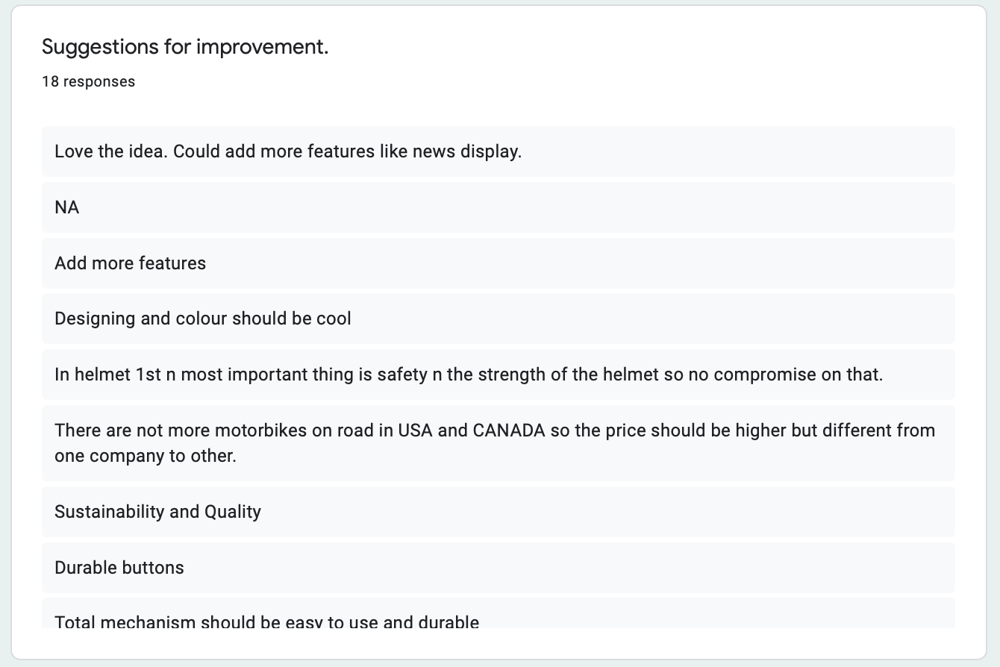 Suggestions for improvement.
18 responses
Love the idea. Could add more features like news display.
NA
Add more features
Designing and colour should be cool
In helmet 1st n most important thing is safety n the strength of the helmet so no compromise on that.
There are not more motorbikes on road in USA and CANADA so the price should be higher but different from
one company to other.
Sustainability and Quality
Durable buttons
Total mechanism should be easy to use and durable